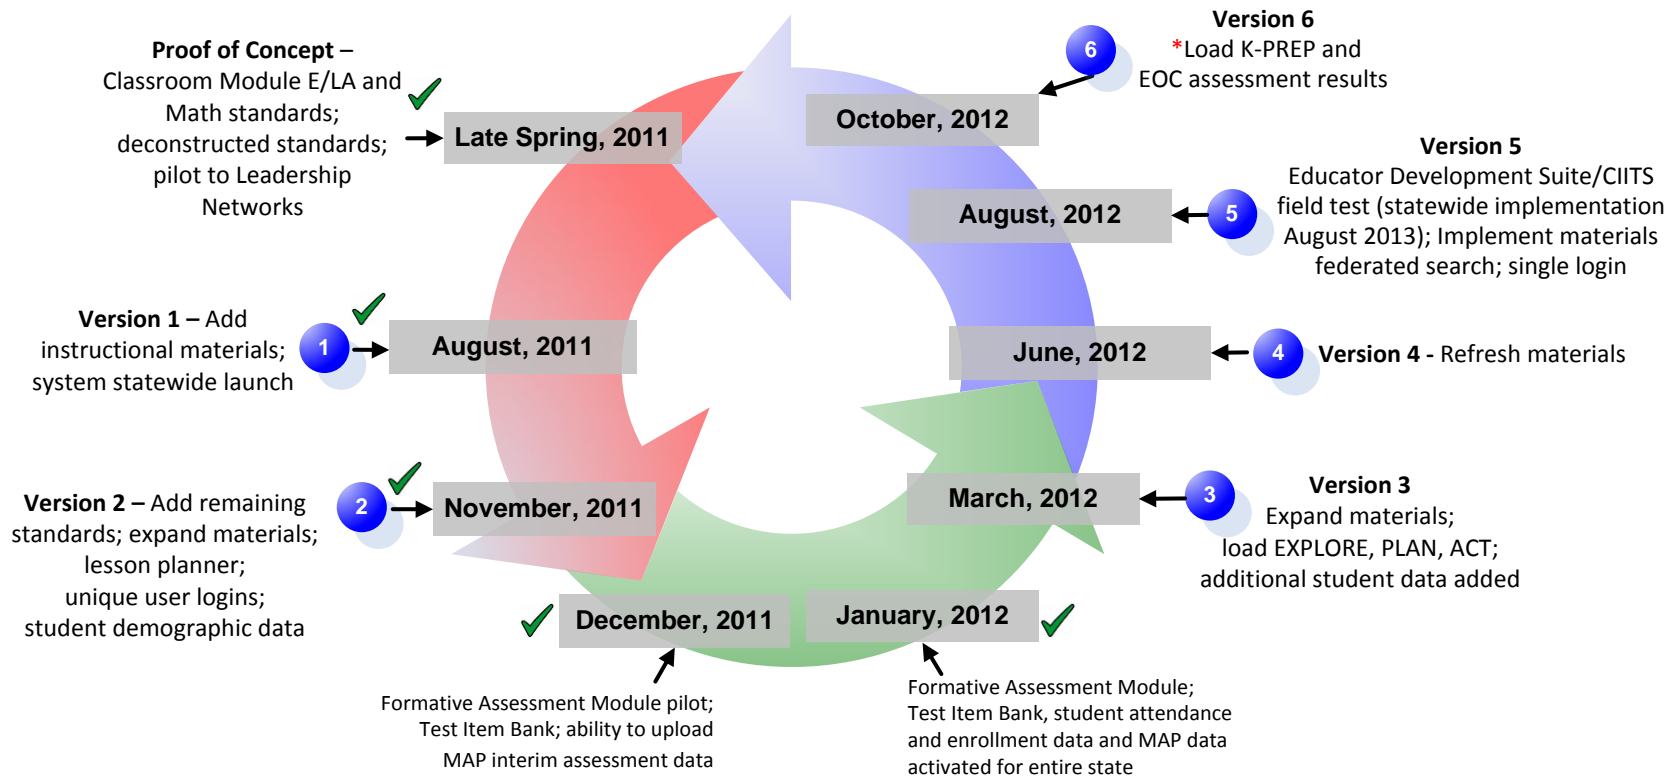 Proof of Concept –
Classroom Module E/LA and
Math standards;
deconstructed standards;
pilot to Leadership
Networks
Late Spring, 2011
Version 1 – Add
instructional materials;
system statewide launch
1
August, 2011
Version 2 – Add remaining
standards; expand materials;
lesson planner;
unique user logins;
student demographic data
2
November, 2011
December, 2011
Formative Assessment Module pilot;
Test Item Bank; ability to upload
MAP interim assessment data
January, 2012
Formative Assessment Module;
Test Item Bank, student attendance
and enrollment data and MAP data
activated for entire state
March, 2012
3
Version 3
Expand materials;
load EXPLORE, PLAN, ACT;
additional student data added
June, 2012
4
Version 4 - Refresh materials
August, 2012
5
Version 5
Educator Development Suite/CIITS
field test (statewide implementation
August 2013); Implement materials
federated search; single login
October, 2012
6
Version 6
*Load K-PREP and
EOC assessment results